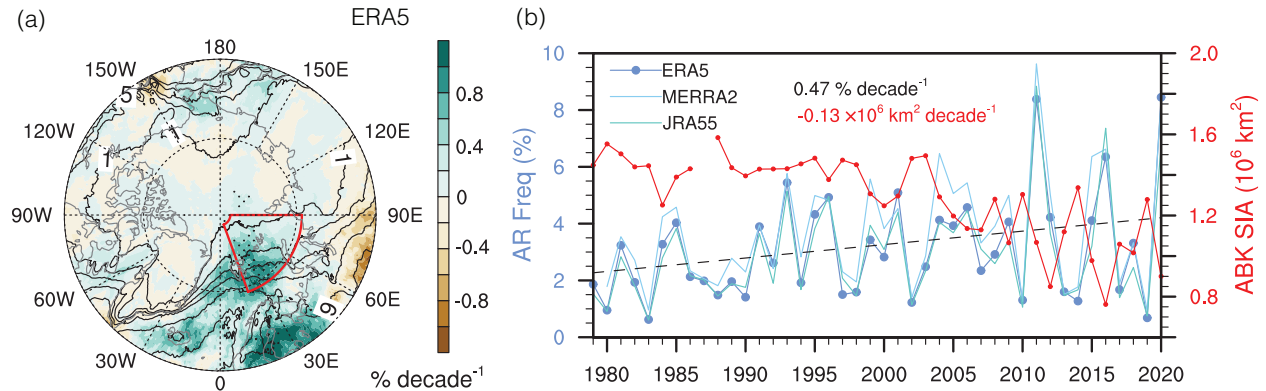 (a)
ERA5
180
150W
150E
120W
120E
90W
90E
60W
60E
30W
30E
0
5
1
1
1
9
0.8
0.4
0
-0.4
-0.8
% decade⁻¹
(b)
10
8
6
4
2
0
AR Freq (%)
ERA5
MERRA2
JRA55
0.47 % decade⁻¹
-0.13 ×10⁶ km² decade⁻¹
2.0
1.6
1.2
0.8
ABK SIA (10⁶ km²)
1980 1985 1990 1995 2000 2005 2010 2015 2020